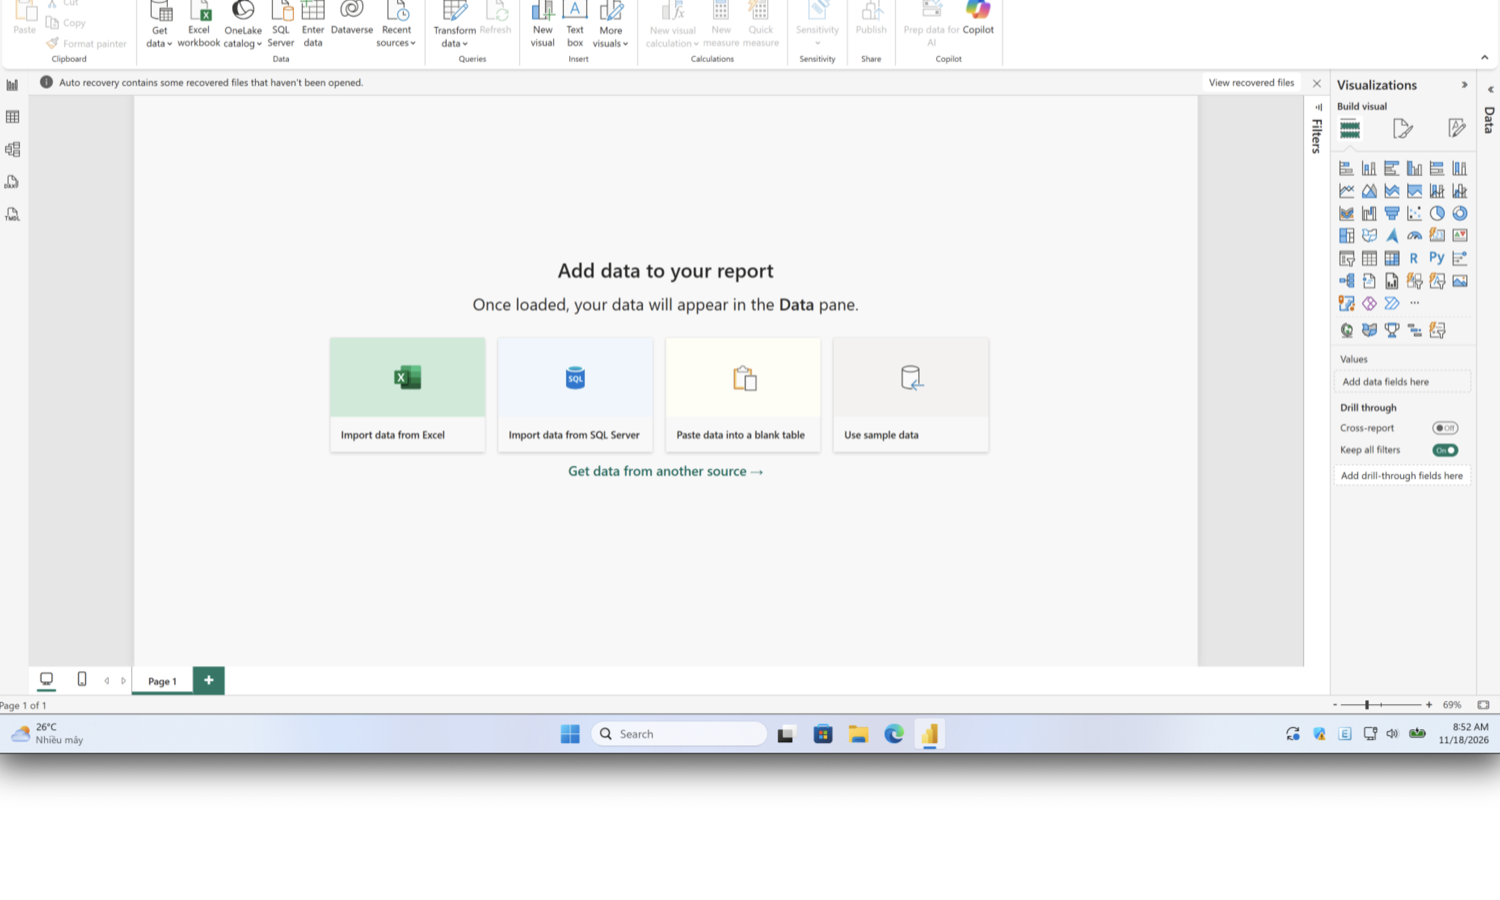 Paste
Cut
Copy
Format painter
Clipboard
Get data
Excel workbook
OneLake catalog
SQL Server
Enter data
Dataverse
Recent sources
Data
Transform data
Refresh
Queries
New visual
Text box
More visuals
Insert
New visual calculation
New measure
Quick measure
Calculations
Sensitivity
Sensitivity
Publish
Share
Prep data for AI
Copilot
Copilot
Auto recovery contains some recovered files that haven't been opened.
View recovered files
DAX
TMDL
Add data to your report
Once loaded, your data will appear in the Data pane.
Import data from Excel
SQL
Import data from SQL Server
Paste data into a blank table
Use sample data
Get data from another source →
Filters
Visualizations
Build visual
R
Py
...
Values
Add data fields here
Drill through
Cross-report
Off
Keep all filters
On
Add drill-through fields here
Data
Page 1
+
Page 1 of 1
- + 69%
26°C
Nhiều mây
Search
8:52 AM
11/18/2026